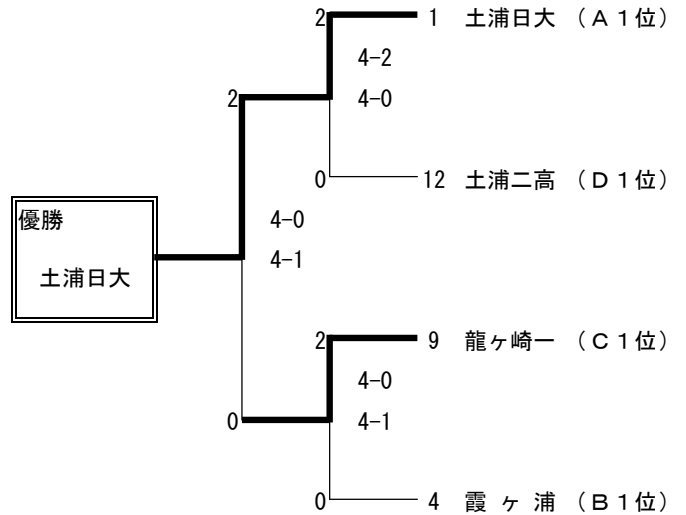 2 1 土浦日大 （Ａ１位）
4-2
2 4-0
0 12 土浦二高 （Ｄ１位）
優勝
4-0
土浦日大 4-1
2 9 龍ヶ崎一 （Ｃ１位）
4-0
0 4-1
0 4 霞ヶ浦 （Ｂ１位）